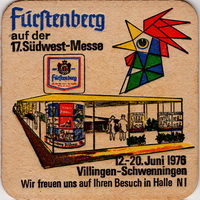 Fürstenberg
auf der
17. Südwest-Messe
Fürstenberg
12.-20. Juni 1976
Villingen-Schwenningen
Wir freuen uns auf Ihren Besuch in Halle N1